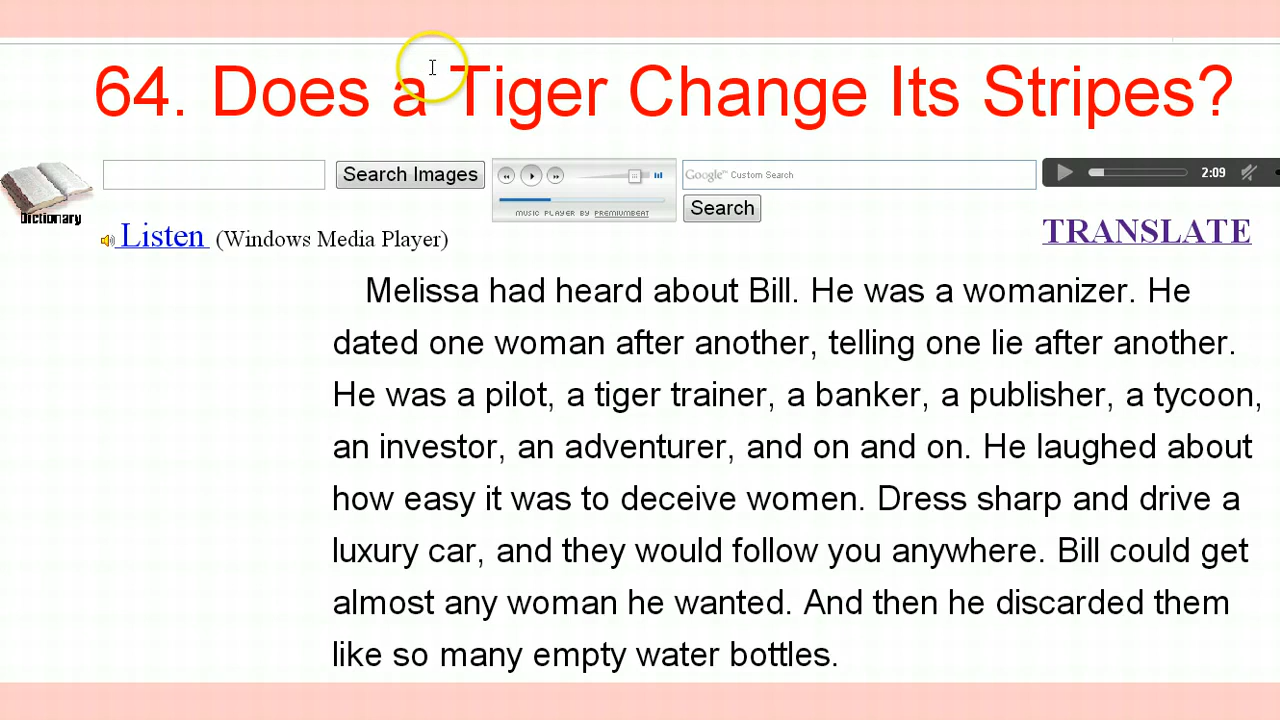 64. Does a Tiger Change Its Stripes?
Dictionary
Search Images
MUSIC PLAYER BY PREMIUMBEAT
Google™ Custom Search
Search
2:09
Listen (Windows Media Player)
TRANSLATE
Melissa had heard about Bill. He was a womanizer. He
dated one woman after another, telling one lie after another.
He was a pilot, a tiger trainer, a banker, a publisher, a tycoon,
an investor, an adventurer, and on and on. He laughed about
how easy it was to deceive women. Dress sharp and drive a
luxury car, and they would follow you anywhere. Bill could get
almost any woman he wanted. And then he discarded them
like so many empty water bottles.